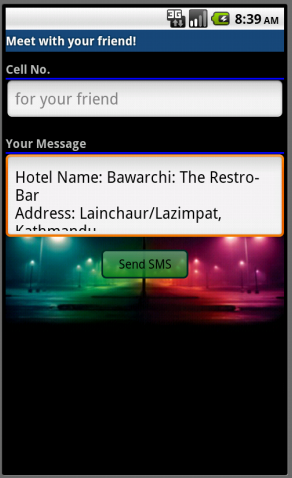 3G
8:39 AM
Meet with your friend!
Cell No.
for your friend
Your Message
Hotel Name: Bawarchi: The Restro-
Bar
Address: Lainchaur/Lazimpat,
Kathmandu
Send SMS